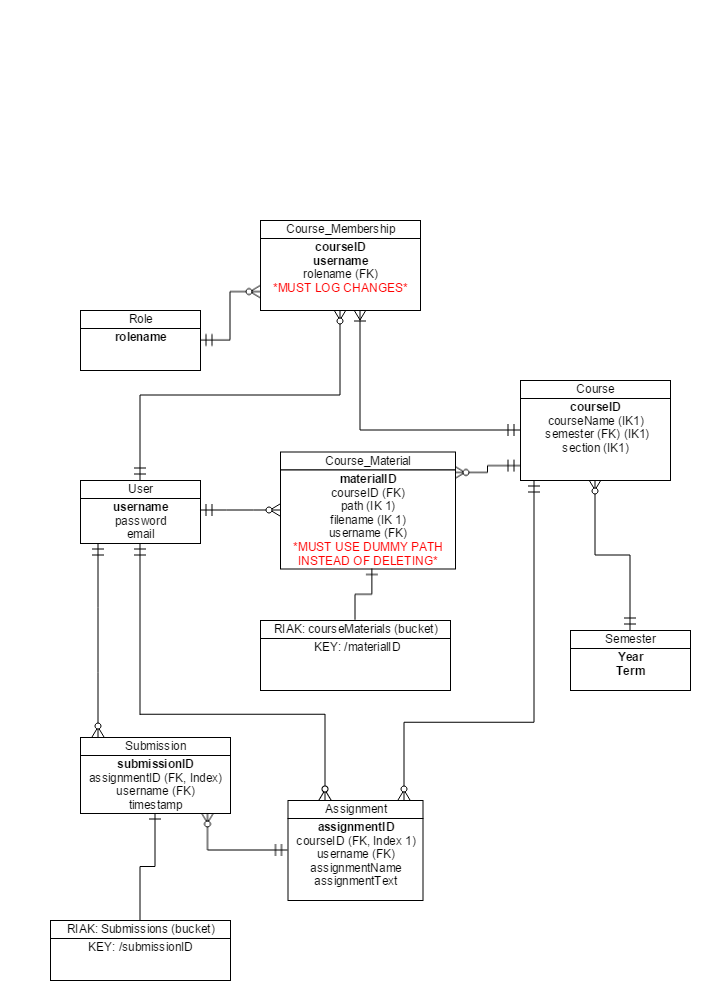 Course_Membership
courseID
username
rolename (FK)
*MUST LOG CHANGES*
Role
rolename
Course
courseID
courseName (IK1)
semester (FK) (IK1)
section (IK1)
Course_Material
materialID
courseID (FK)
path (IK 1)
filename (IK 1)
username (FK)
*MUST USE DUMMY PATH
INSTEAD OF DELETING*
User
username
password
email
RIAK: courseMaterials (bucket)
KEY: /materialID
Semester
Year
Term
Submission
submissionID
assignmentID (FK, Index)
username (FK)
timestamp
Assignment
assignmentID
courseID (FK, Index 1)
username (FK)
assignmentName
assignmentText
RIAK: Submissions (bucket)
KEY: /submissionID